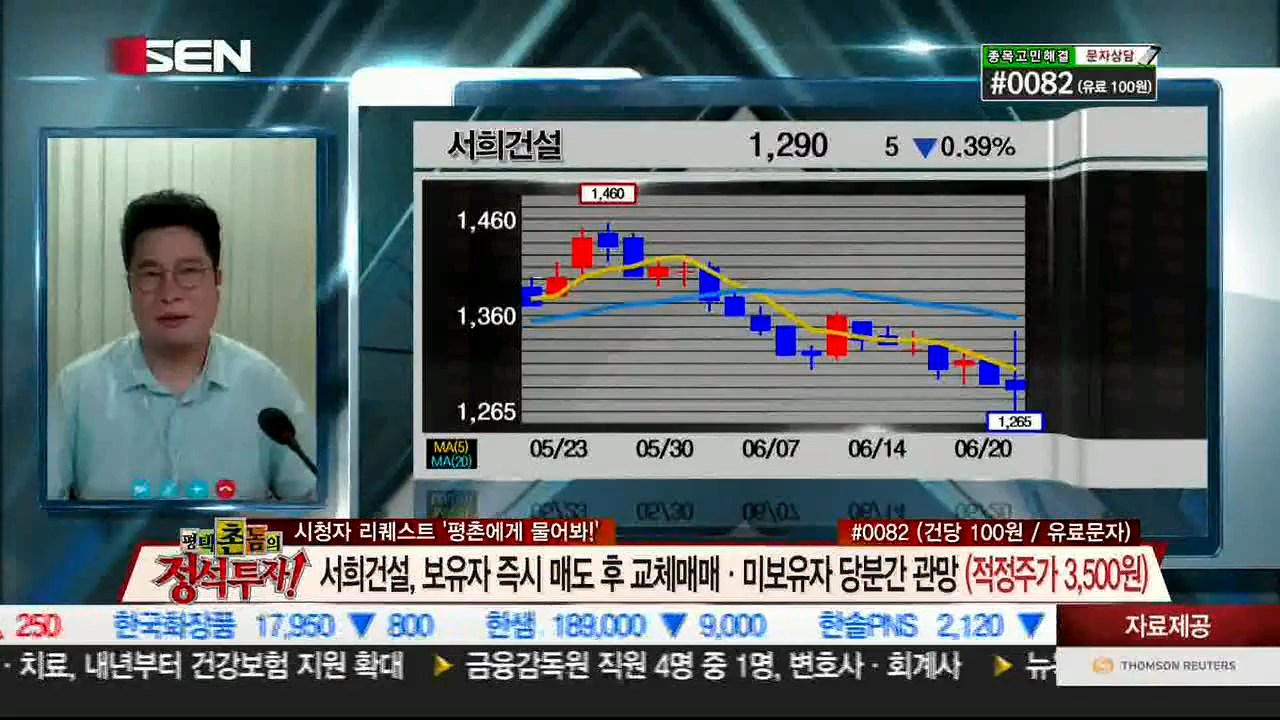 SEN
종목고민해결 문자상담
#0082 (유료 100원)
서희건설 1,290 5 ▼0.39%
1,460
1,460
1,360
1,265
1,265
MA(5)
MA(20)
05/23 05/30 06/07 06/14 06/20
평택촌놈의
정석투자!
시청자 리퀘스트 '평촌에게 물어봐!'
#0082 (건당 100원 / 유료문자)
서희건설, 보유자 즉시 매도 후 교체매매 · 미보유자 당분간 관망 (적정주가 3,500원)
250 한국화장품 17,950 ▼ 800 한샘 189,000 ▼ 9,000 한솔PNS 2,120 ▼
자료제공
· 치료, 내년부터 건강보험 지원 확대 ▶ 금융감독원 직원 4명 중 1명, 변호사 · 회계사 ▶
THOMSON REUTERS